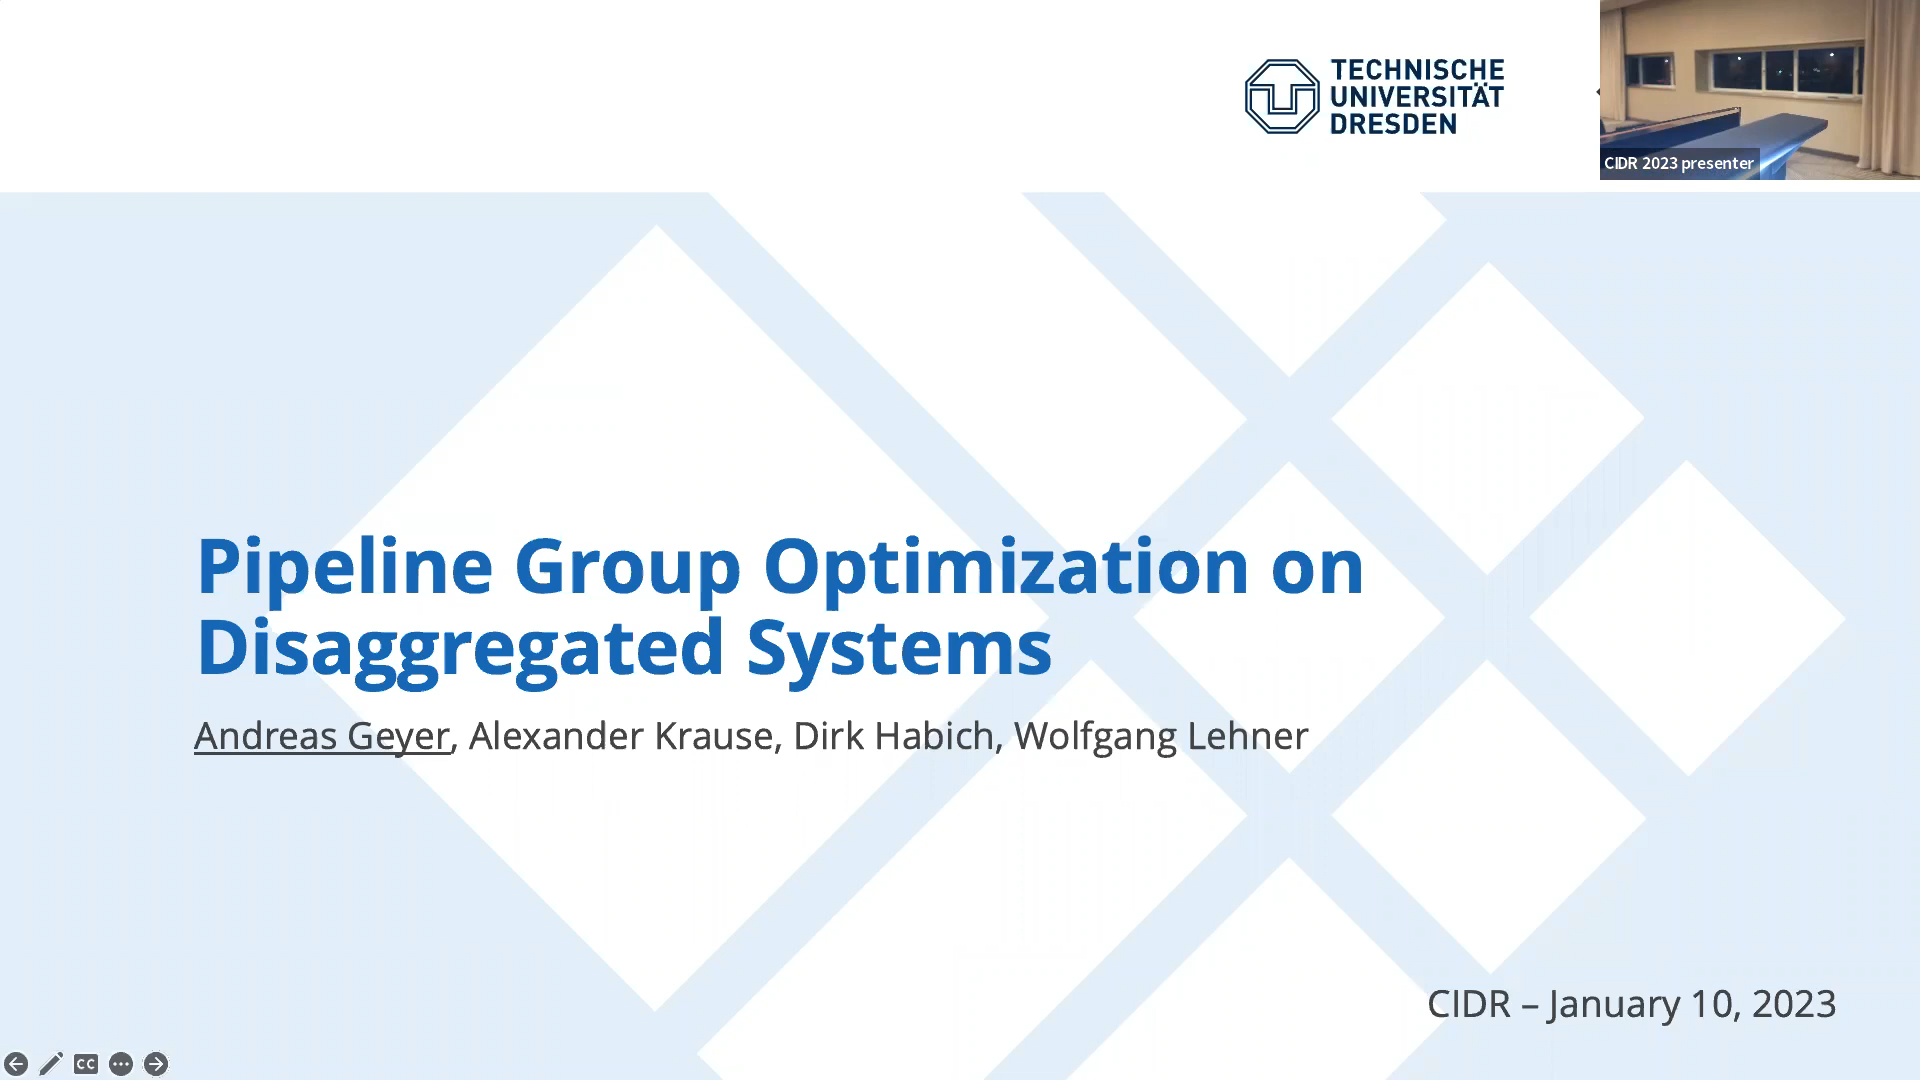 TECHNISCHE
UNIVERSITÄT
DRESDEN
CIDR 2023 presenter
Pipeline Group Optimization on
Disaggregated Systems
Andreas Geyer, Alexander Krause, Dirk Habich, Wolfgang Lehner
CIDR – January 10, 2023
CC